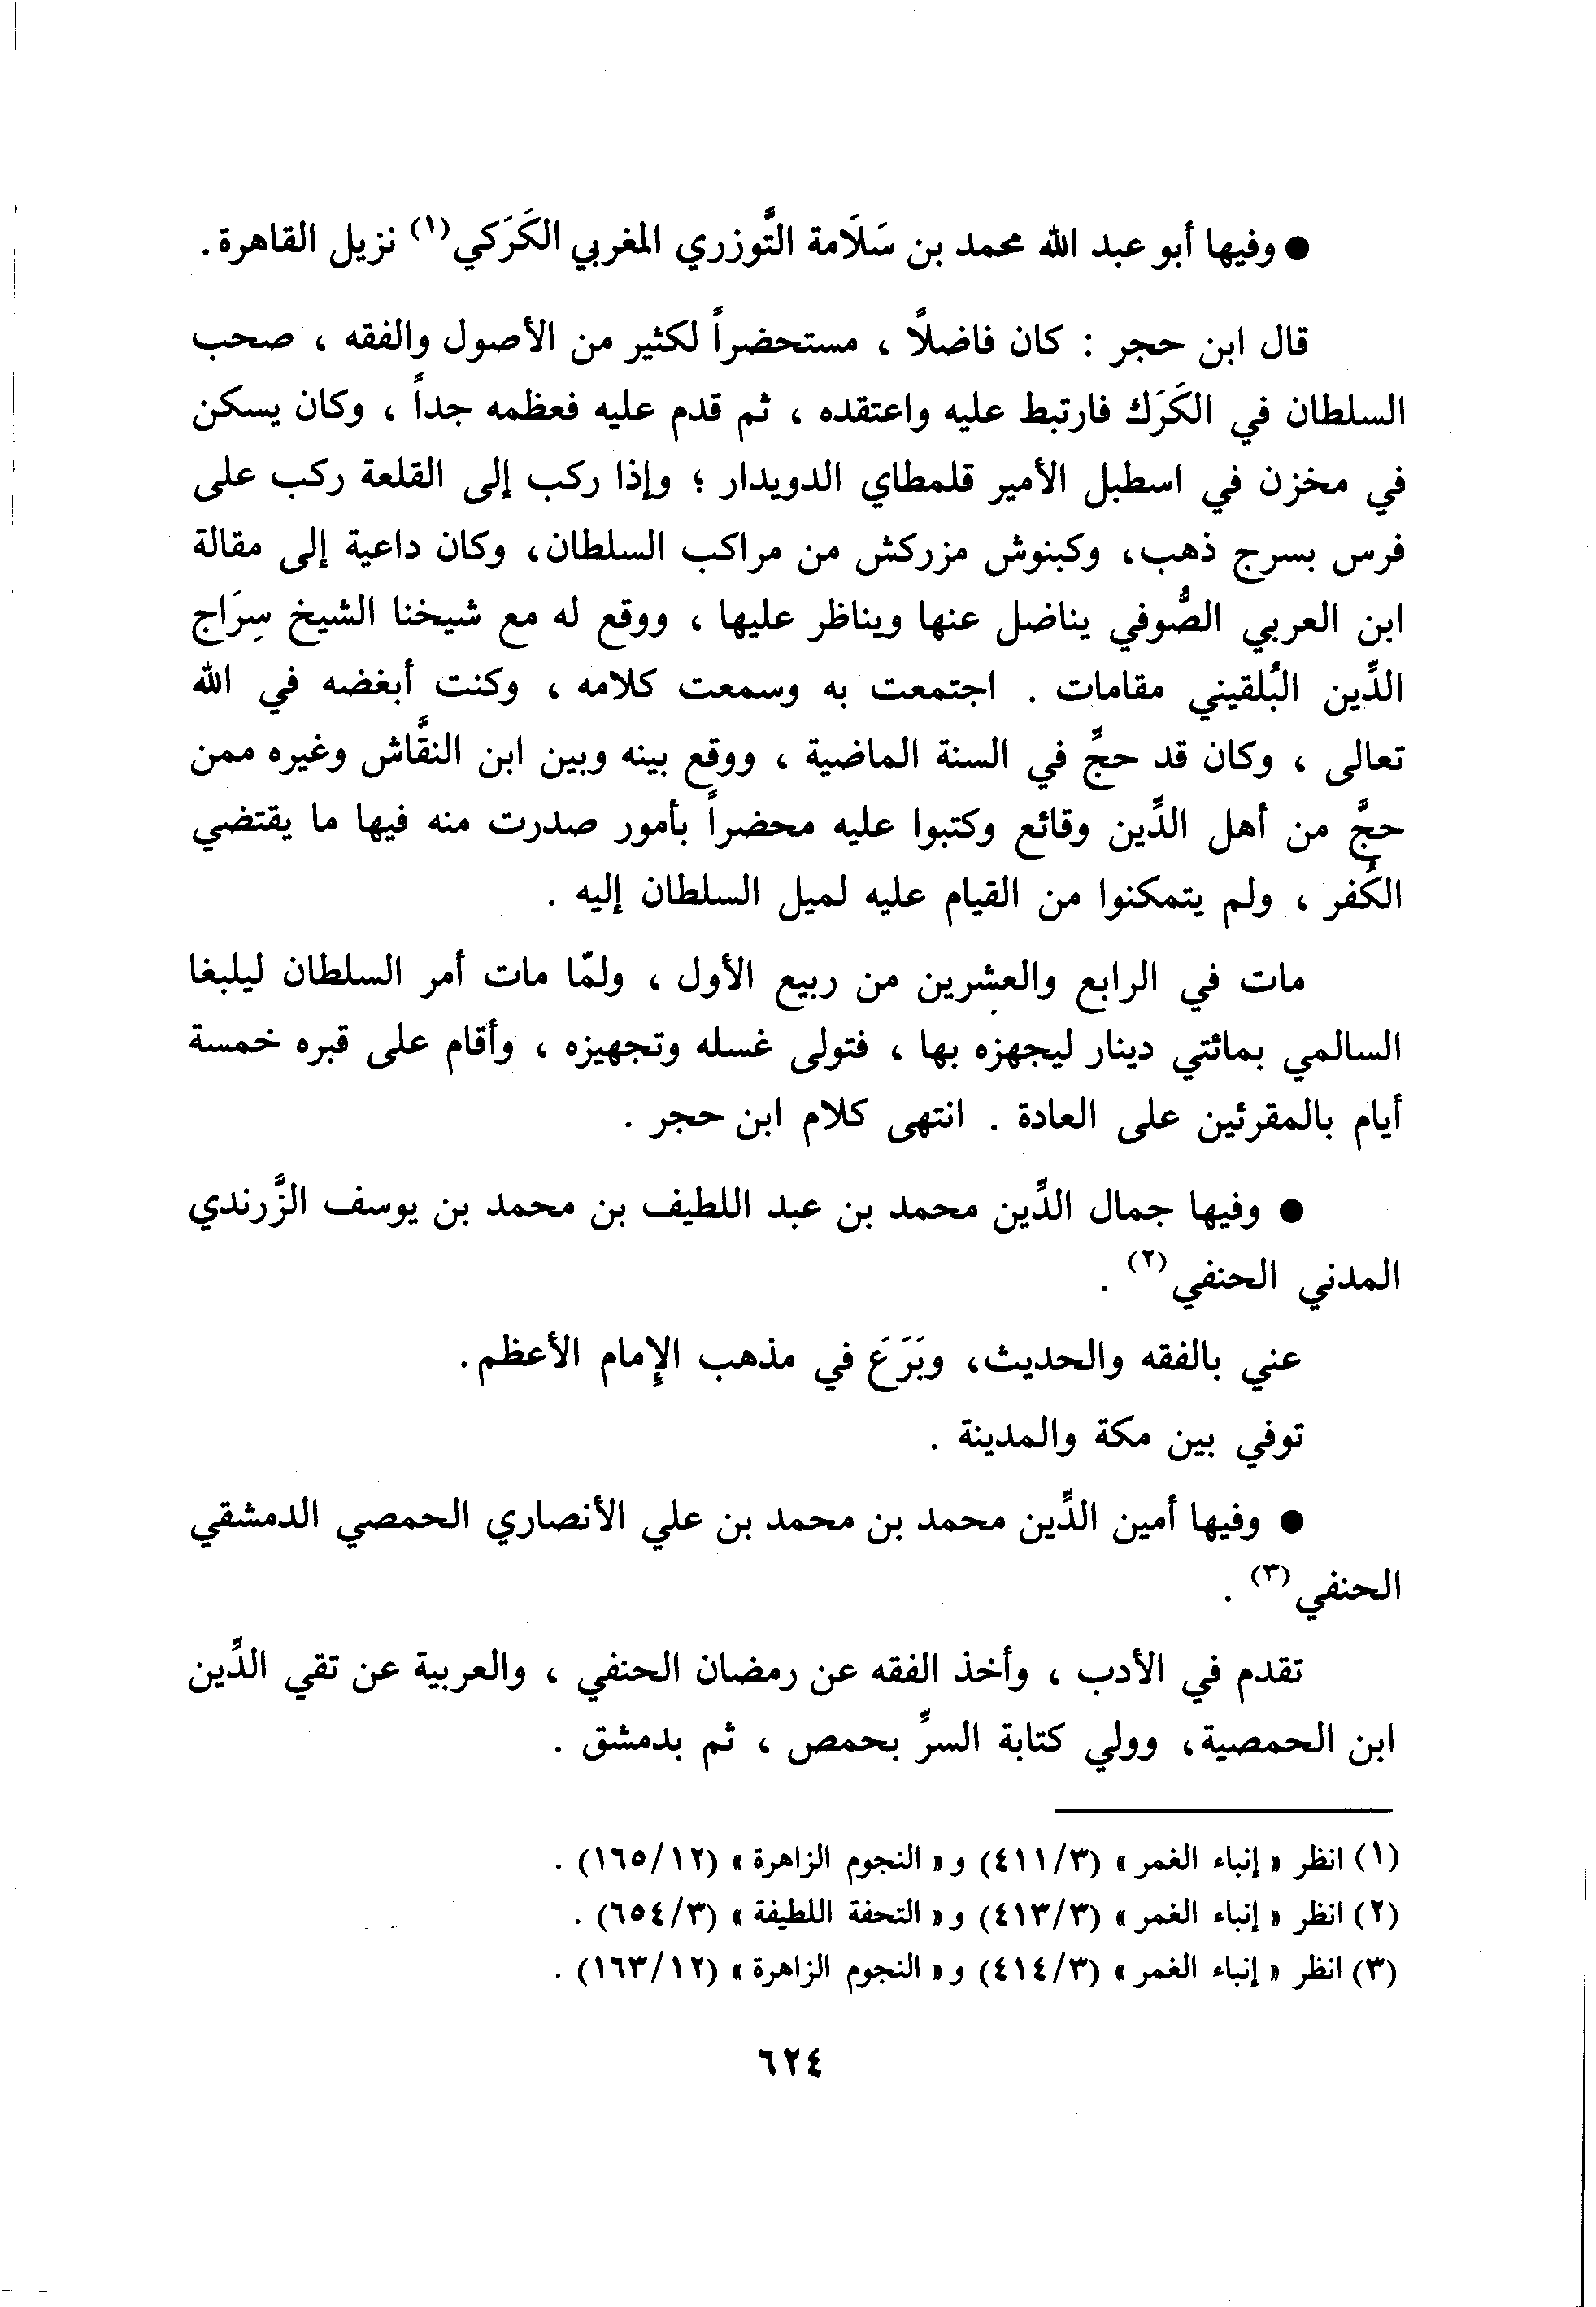 ● وفيها أبو عبد الله محمد بن سَلَامة التَّوزري المغربي الكَرَكي(١) نزيل القاهرة.
قال ابن حجر : كان فاضلًا ، مستحضراً لكثير من الأصول والفقه ، صحب
السلطان في الكَرَك فارتبط عليه واعتقده ، ثم قدم عليه فعظمه جداً ، وكان يسكن
في مخزن في اسطبل الأمير قلمطاي الدويدار ؛ وإذا ركب إلى القلعة ركب على
فرس بسرج ذهب، وكبنوش مزركش من مراكب السلطان، وكان داعية إلى مقالة
ابن العربي الصُّوفي يناضل عنها ويناظر عليها ، ووقع له مع شيخنا الشيخ سِرَاج
الدِّين البُلقيني مقامات . اجتمعت به وسمعت كلامه ، وكنت أبغضه في الله
تعالى ، وكان قد حجَّ في السنة الماضية ، ووقع بينه وبين ابن النقَّاش وغيره ممن
حجَّ من أهل الدِّين وقائع وكتبوا عليه محضراً بأمور صدرت منه فيها ما يقتضي
الكُفر ، ولم يتمكنوا من القيام عليه لميل السلطان إليه .
مات في الرابع والعشرين من ربيع الأول ، ولمّا مات أمر السلطان ليلبغا
السالمي بمائتي دينار ليجهزه بها ، فتولى غسله وتجهيزه ، وأقام على قبره خمسة
أيام بالمقرئين على العادة . انتهى كلام ابن حجر .
● وفيها جمال الدِّين محمد بن عبد اللطيف بن محمد بن يوسف الزَّرندي
المدني الحنفي(٢) .
عني بالفقه والحديث، وبَرَعَ في مذهب الإِمام الأعظم.
توفي بين مكة والمدينة .
● وفيها أمين الدِّين محمد بن محمد بن علي الأنصاري الحمصي الدمشقي
الحنفي(٣) .
تقدم في الأدب ، وأخذ الفقه عن رمضان الحنفي ، والعربية عن تقي الدِّين
ابن الحمصية، وولي كتابة السرِّ بحمص ، ثم بدمشق .
(١) انظر « إنباء الغمر » (٤١١/٣) و« النجوم الزاهرة » (١٦٥/١٢) .
(٢) انظر « إنباء الغمر » (٤١٣/٣) و« التحفة اللطيفة » (٦٥٤/٣) .
(٣) انظر « إنباء الغمر » (٤١٤/٣) و« النجوم الزاهرة » (١٦٣/١٢) .
٦٢٤